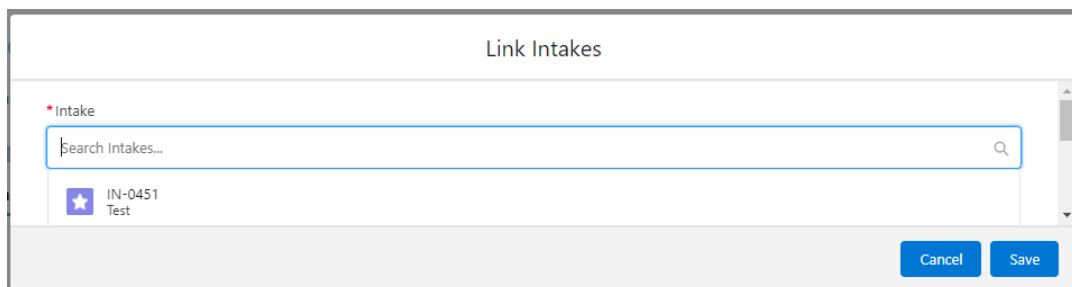 Link Intakes
*Intake
Search Intakes...
IN-0451
Test
Cancel Save